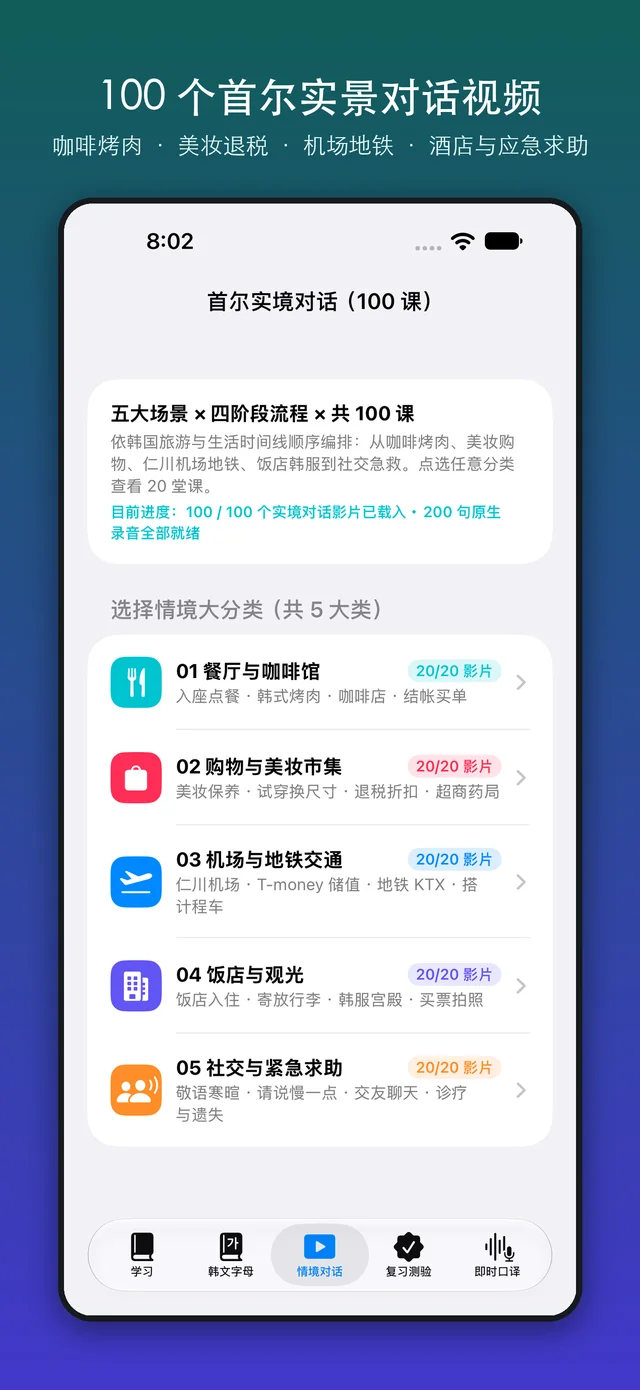 100 个首尔实景对话视频
咖啡烤肉 · 美妆退税 · 机场地铁 · 酒店与应急求助
8:02
首尔实境对话（100 课）
五大场景 × 四阶段流程 × 共 100 课
依韩国旅游与生活时间线顺序编排：从咖啡烤肉、美妆购
物、仁川机场地铁、饭店韩服到社交急救。点选任意分类
查看 20 堂课。
目前进度：100 / 100 个实境对话影片已载入 · 200 句原生
录音全部就绪
选择情境大分类（共 5 大类）
01 餐厅与咖啡馆
20/20 影片
入座点餐 · 韩式烤肉 · 咖啡店 · 结帐买单
02 购物与美妆市集
20/20 影片
美妆保养 · 试穿换尺寸 · 退税折扣 · 超商药局
03 机场与地铁交通
20/20 影片
仁川机场 · T-money 储值 · 地铁 KTX · 搭
计程车
04 饭店与观光
20/20 影片
饭店入住 · 寄放行李 · 韩服宫殿 · 买票拍照
05 社交与紧急求助
20/20 影片
敬语寒暄 · 请说慢一点 · 交友聊天 · 诊疗
与遗失
가
学习
韩文字母
情境对话
复习测验
即时口译